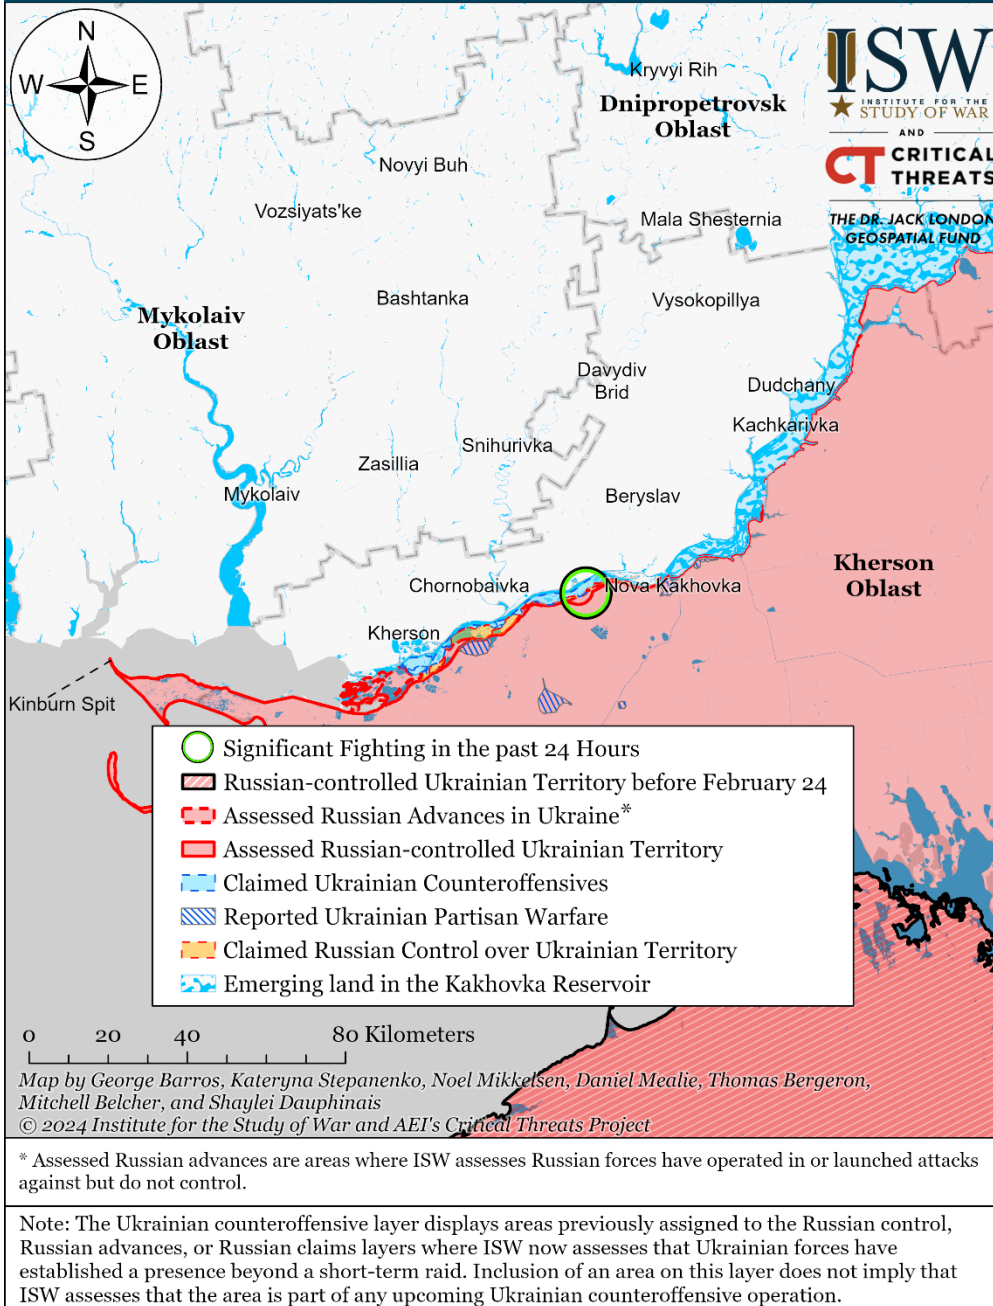 N
W
E
S
ISW
INSTITUTE FOR THE
STUDY OF WAR
AND
CT CRITICAL
THREATS
THE DR. JACK LONDON
GEOSPATIAL FUND
Kryvyi Rih
Dnipropetrovsk
Oblast
Novyi Buh
Vozsiyats'ke
Mala Shesternia
Bashtanka
Vysokopillya
Mykolaiv
Oblast
Davydiv
Brid
Dudchany
Kachkarivka
Snihurivka
Zasillia
Mykolaiv
Beryslav
Kherson
Oblast
Chornobaivka
Nova Kakhovka
Kherson
Kinburn Spit
Significant Fighting in the past 24 Hours
Russian-controlled Ukrainian Territory before February 24
Assessed Russian Advances in Ukraine*
Assessed Russian-controlled Ukrainian Territory
Claimed Ukrainian Counteroffensives
Reported Ukrainian Partisan Warfare
Claimed Russian Control over Ukrainian Territory
Emerging land in the Kakhovka Reservoir
0 20 40 80 Kilometers
Map by George Barros, Kateryna Stepanenko, Noel Mikkelsen, Daniel Mealie, Thomas Bergeron,
Mitchell Belcher, and Shaylei Dauphinais
© 2024 Institute for the Study of War and AEI's Critical Threats Project
* Assessed Russian advances are areas where ISW assesses Russian forces have operated in or launched attacks
against but do not control.
Note: The Ukrainian counteroffensive layer displays areas previously assigned to the Russian control,
Russian advances, or Russian claims layers where ISW now assesses that Ukrainian forces have
established a presence beyond a short-term raid. Inclusion of an area on this layer does not imply that
ISW assesses that the area is part of any upcoming Ukrainian counteroffensive operation.